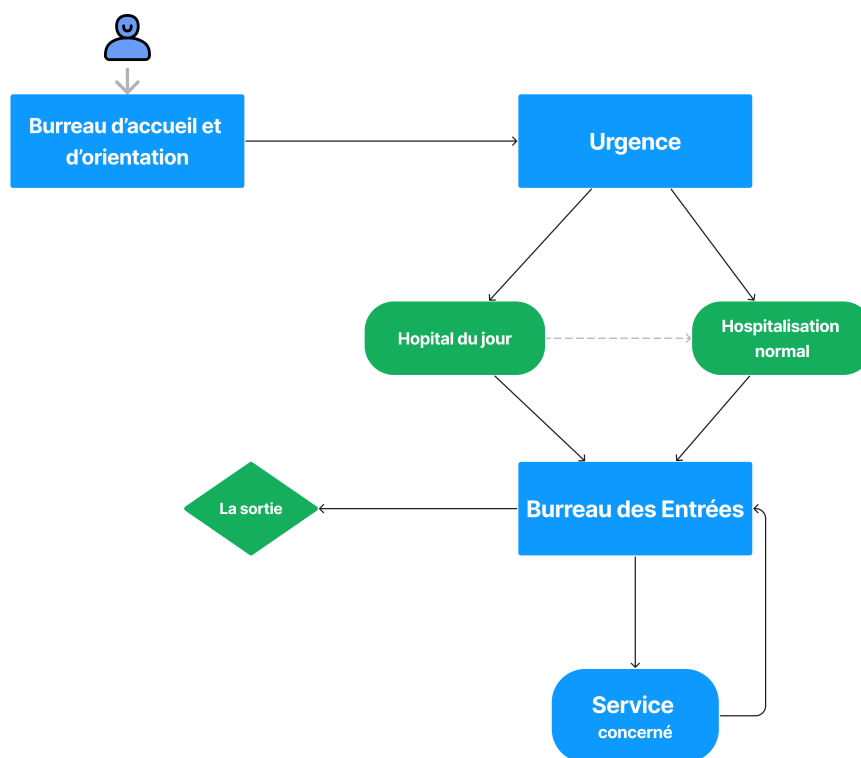 Burreau d'accueil et
d'orientation
Urgence
Hopital du jour
Hospitalisation
normal
La sortie
Burreau des Entrées
Service
concerné